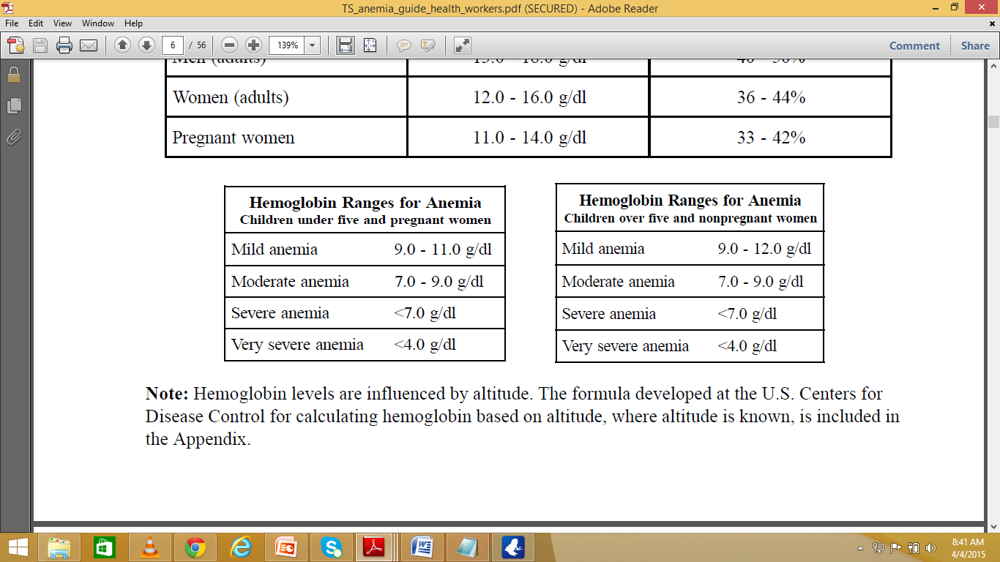 TS_anemia_guide_health_workers.pdf (SECURED) - Adobe Reader
File Edit View Window Help
6 / 56 139% Comment Share
Men (adults)
Women (adults) 12.0 - 16.0 g/dl 36 - 44%
Pregnant women 11.0 - 14.0 g/dl 33 - 42%
Hemoglobin Ranges for Anemia
Children under five and pregnant women
Mild anemia 9.0 - 11.0 g/dl
Moderate anemia 7.0 - 9.0 g/dl
Severe anemia <7.0 g/dl
Very severe anemia <4.0 g/dl
Hemoglobin Ranges for Anemia
Children over five and nonpregnant women
Mild anemia 9.0 - 12.0 g/dl
Moderate anemia 7.0 - 9.0 g/dl
Severe anemia <7.0 g/dl
Very severe anemia <4.0 g/dl
Note: Hemoglobin levels are influenced by altitude. The formula developed at the U.S. Centers for
Disease Control for calculating hemoglobin based on altitude, where altitude is known, is included in
the Appendix.
8:41 AM
4/4/2015